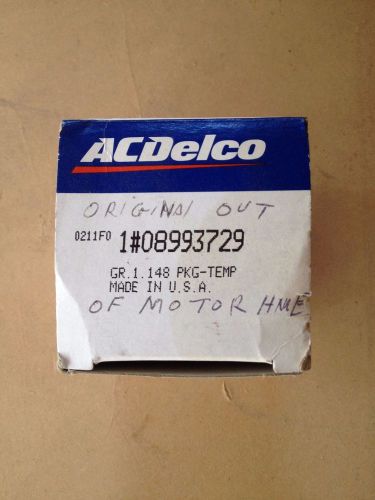 ACDelco
ORIGINAl OUT
0211F0 1#08993729
GR.1.148 PKG-TEMP
MADE IN U.S.A.
OF MOTOR HME